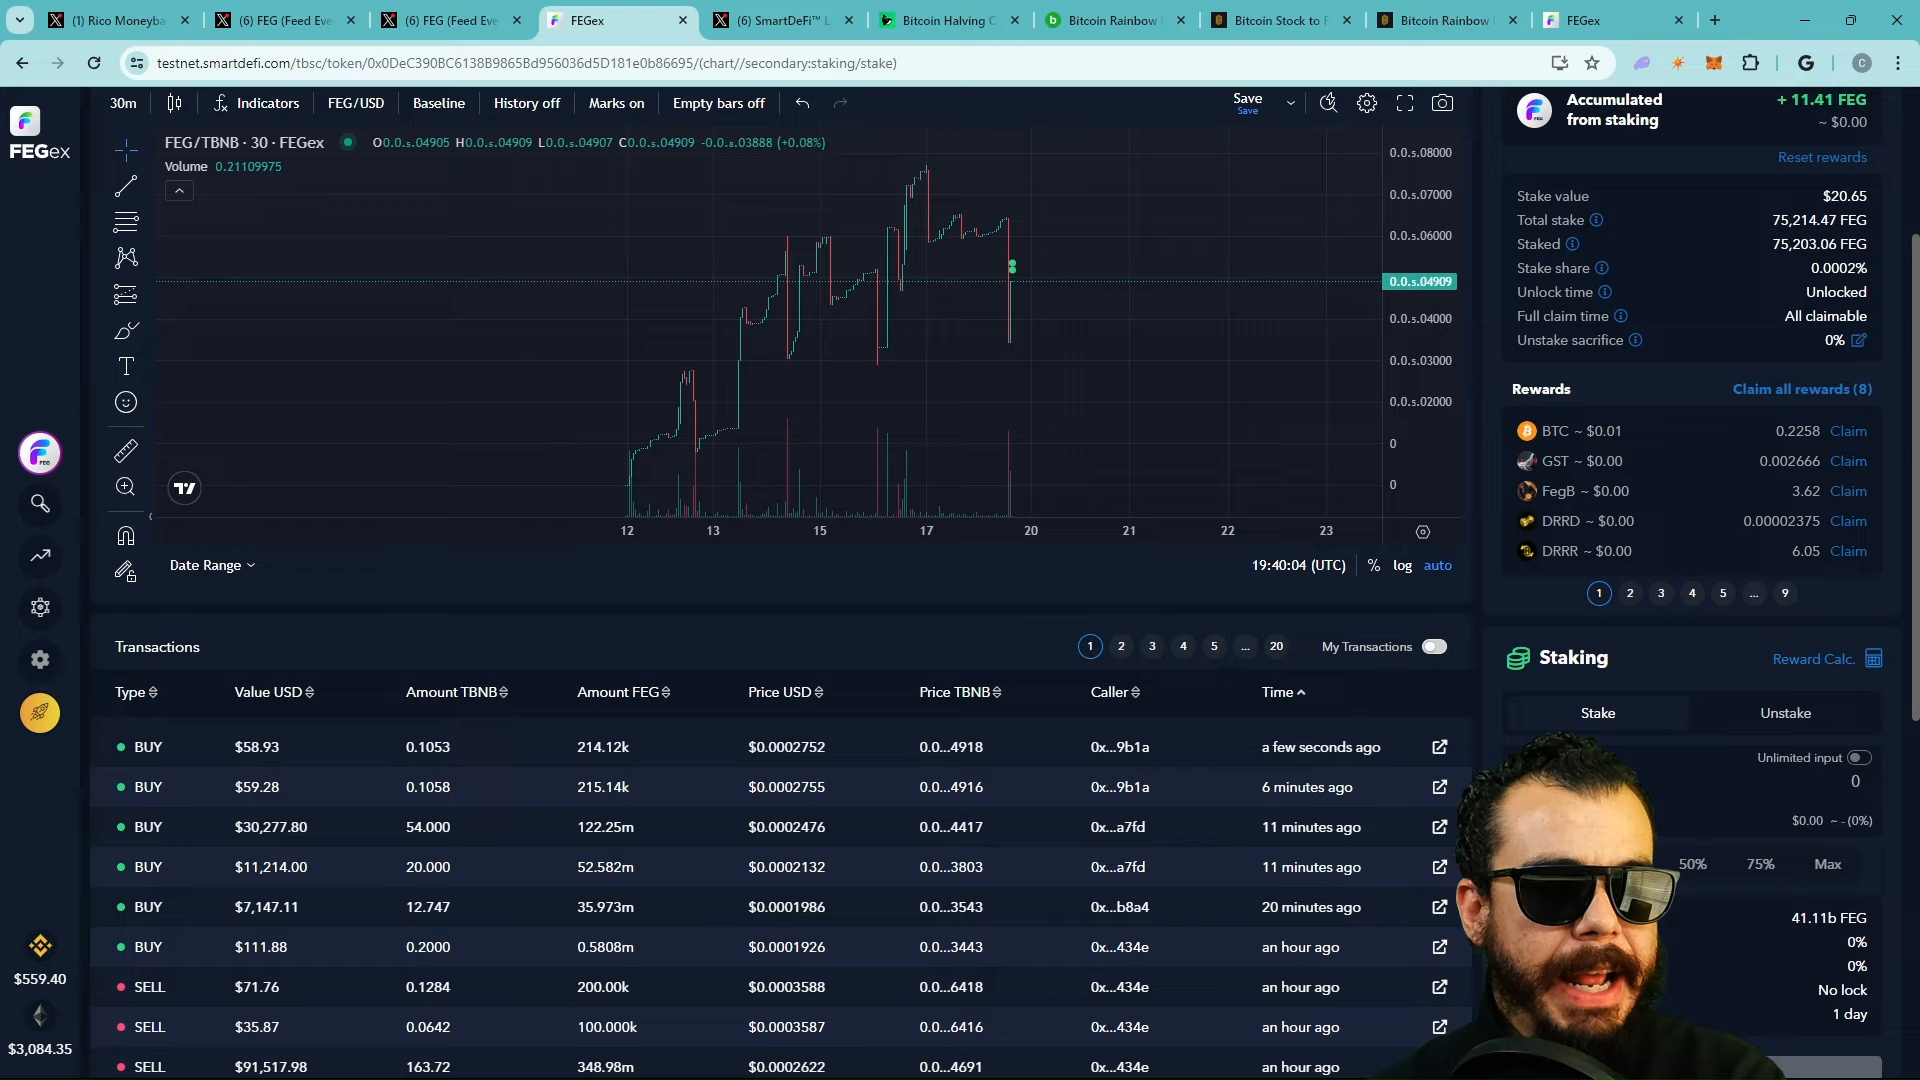 (1) Rico Moneyba
(6) FEG (Feed Eve
(6) FEG (Feed Eve
FEGex
(6) SmartDeFi™ L
Bitcoin Halving C
Bitcoin Rainbow
Bitcoin Stock to F
Bitcoin Rainbow
FEGex
testnet.smartdefi.com/tbsc/token/0x0DeC390BC6138B9865Bd956036d5D181e0b86695/(chart//secondary:staking/stake)
G
C
FEGex
30m
Indicators
FEG/USD
Baseline
History off
Marks on
Empty bars off
Save
Save
FEG/TBNB · 30 · FEGex
O0.0.₅.04905 H0.0.₅.04909 L0.0.₅.04907 C0.0.₅.04909 -0.0.₅.03888 (+0.08%)
Volume 0.21109975
0.0.₅.08000
0.0.₅.07000
0.0.₅.06000
0.0.₅.04909
0.0.₅.04000
0.0.₅.03000
0.0.₅.02000
0
0
12 13 15 17 20 21 22 23
Date Range
19:40:04 (UTC)
%
log
auto
FEG
$559.40
$3,084.35
Transactions
1 2 3 4 5 ... 20
My Transactions
Type Value USD Amount TBNB Amount FEG Price USD Price TBNB Caller Time
BUY $58.93 0.1053 214.12k $0.0002752 0.0...4918 0x...9b1a a few seconds ago
BUY $59.28 0.1058 215.14k $0.0002755 0.0...4916 0x...9b1a 6 minutes ago
BUY $30,277.80 54.000 122.25m $0.0002476 0.0...4417 0x...a7fd 11 minutes ago
BUY $11,214.00 20.000 52.582m $0.0002132 0.0...3803 0x...a7fd 11 minutes ago
BUY $7,147.11 12.747 35.973m $0.0001986 0.0...3543 0x...b8a4 20 minutes ago
BUY $111.88 0.2000 0.5808m $0.0001926 0.0...3443 0x...434e an hour ago
SELL $71.76 0.1284 200.00k $0.0003588 0.0...6418 0x...434e an hour ago
SELL $35.87 0.0642 100.000k $0.0003587 0.0...6416 0x...434e an hour ago
SELL $91,517.98 163.72 348.98m $0.0002622 0.0...4691 0x...434e an hour ago
Accumulated
from staking
+ 11.41 FEG
~ $0.00
Reset rewards
Stake value $20.65
Total stake 75,214.47 FEG
Staked 75,203.06 FEG
Stake share 0.0002%
Unlock time Unlocked
Full claim time All claimable
Unstake sacrifice 0%
Rewards
Claim all rewards (8)
BTC ~ $0.01 0.2258 Claim
GST ~ $0.00 0.002666 Claim
FegB ~ $0.00 3.62 Claim
DRRD ~ $0.00 0.00002375 Claim
DRRR ~ $0.00 6.05 Claim
1 2 3 4 5 ... 9
Staking
Reward Calc.
Stake
Unstake
Unlimited input
0
$0.00 ~ - (0%)
50% 75% Max
41.11b FEG
0%
0%
No lock
1 day